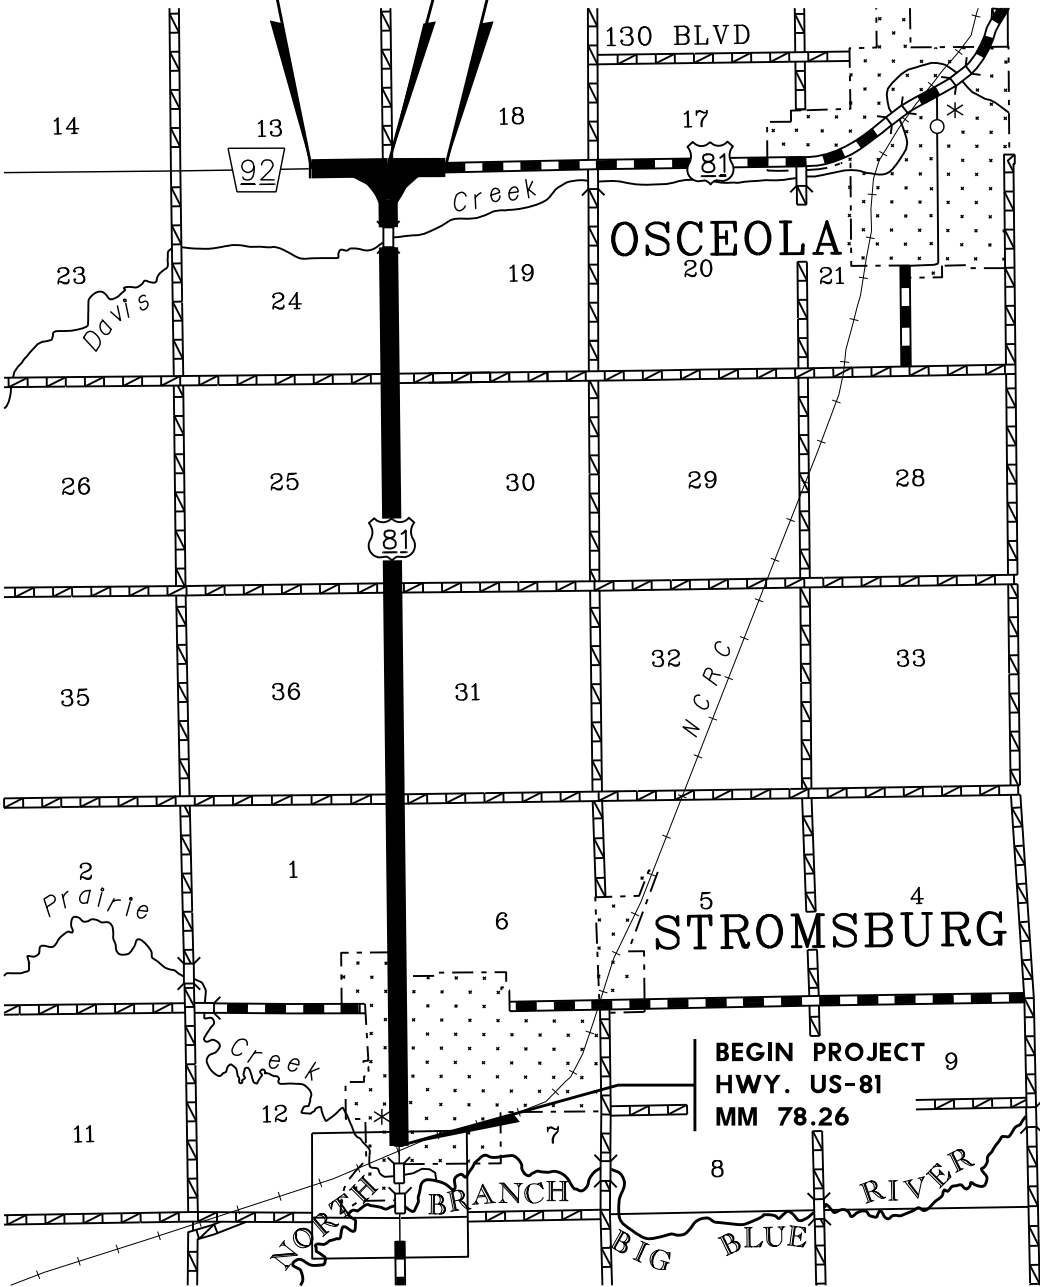 130 BLVD
14
13
18
17
92
81
Creek
OSCEOLA
23
24
19
20
21
Davis
26
25
30
29
28
81
35
36
31
32
33
NCRC
2
1
6
5
4
Prairie
STROMSBURG
Creek
BEGIN PROJECT
HWY. US-81
MM 78.26
9
11
12
7
8
NORTH BRANCH
BIG BLUE RIVER